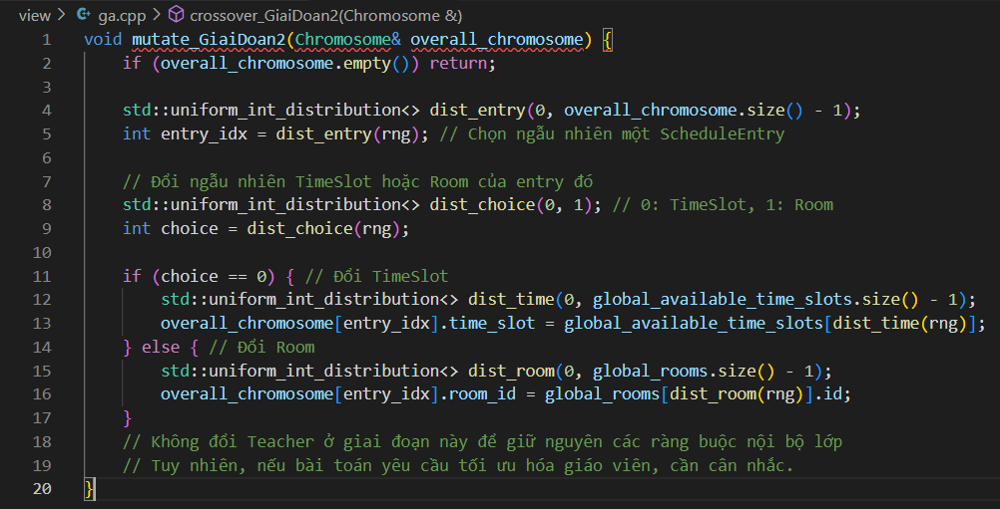 view > ga.cpp > crossover_GiaiDoan2(Chromosome &)
1 void mutate_GiaiDoan2(Chromosome& overall_chromosome) {
2     if (overall_chromosome.empty()) return;
3
4     std::uniform_int_distribution<> dist_entry(0, overall_chromosome.size() - 1);
5     int entry_idx = dist_entry(rng); // Chọn ngẫu nhiên một ScheduleEntry
6
7     // Đổi ngẫu nhiên TimeSlot hoặc Room của entry đó
8     std::uniform_int_distribution<> dist_choice(0, 1); // 0: TimeSlot, 1: Room
9     int choice = dist_choice(rng);
10
11     if (choice == 0) { // Đổi TimeSlot
12         std::uniform_int_distribution<> dist_time(0, global_available_time_slots.size() - 1);
13         overall_chromosome[entry_idx].time_slot = global_available_time_slots[dist_time(rng)];
14     } else { // Đổi Room
15         std::uniform_int_distribution<> dist_room(0, global_rooms.size() - 1);
16         overall_chromosome[entry_idx].room_id = global_rooms[dist_room(rng)].id;
17     }
18     // Không đổi Teacher ở giai đoạn này để giữ nguyên các ràng buộc nội bộ lớp
19     // Tuy nhiên, nếu bài toán yêu cầu tối ưu hóa giáo viên, cần cân nhắc.
20 }